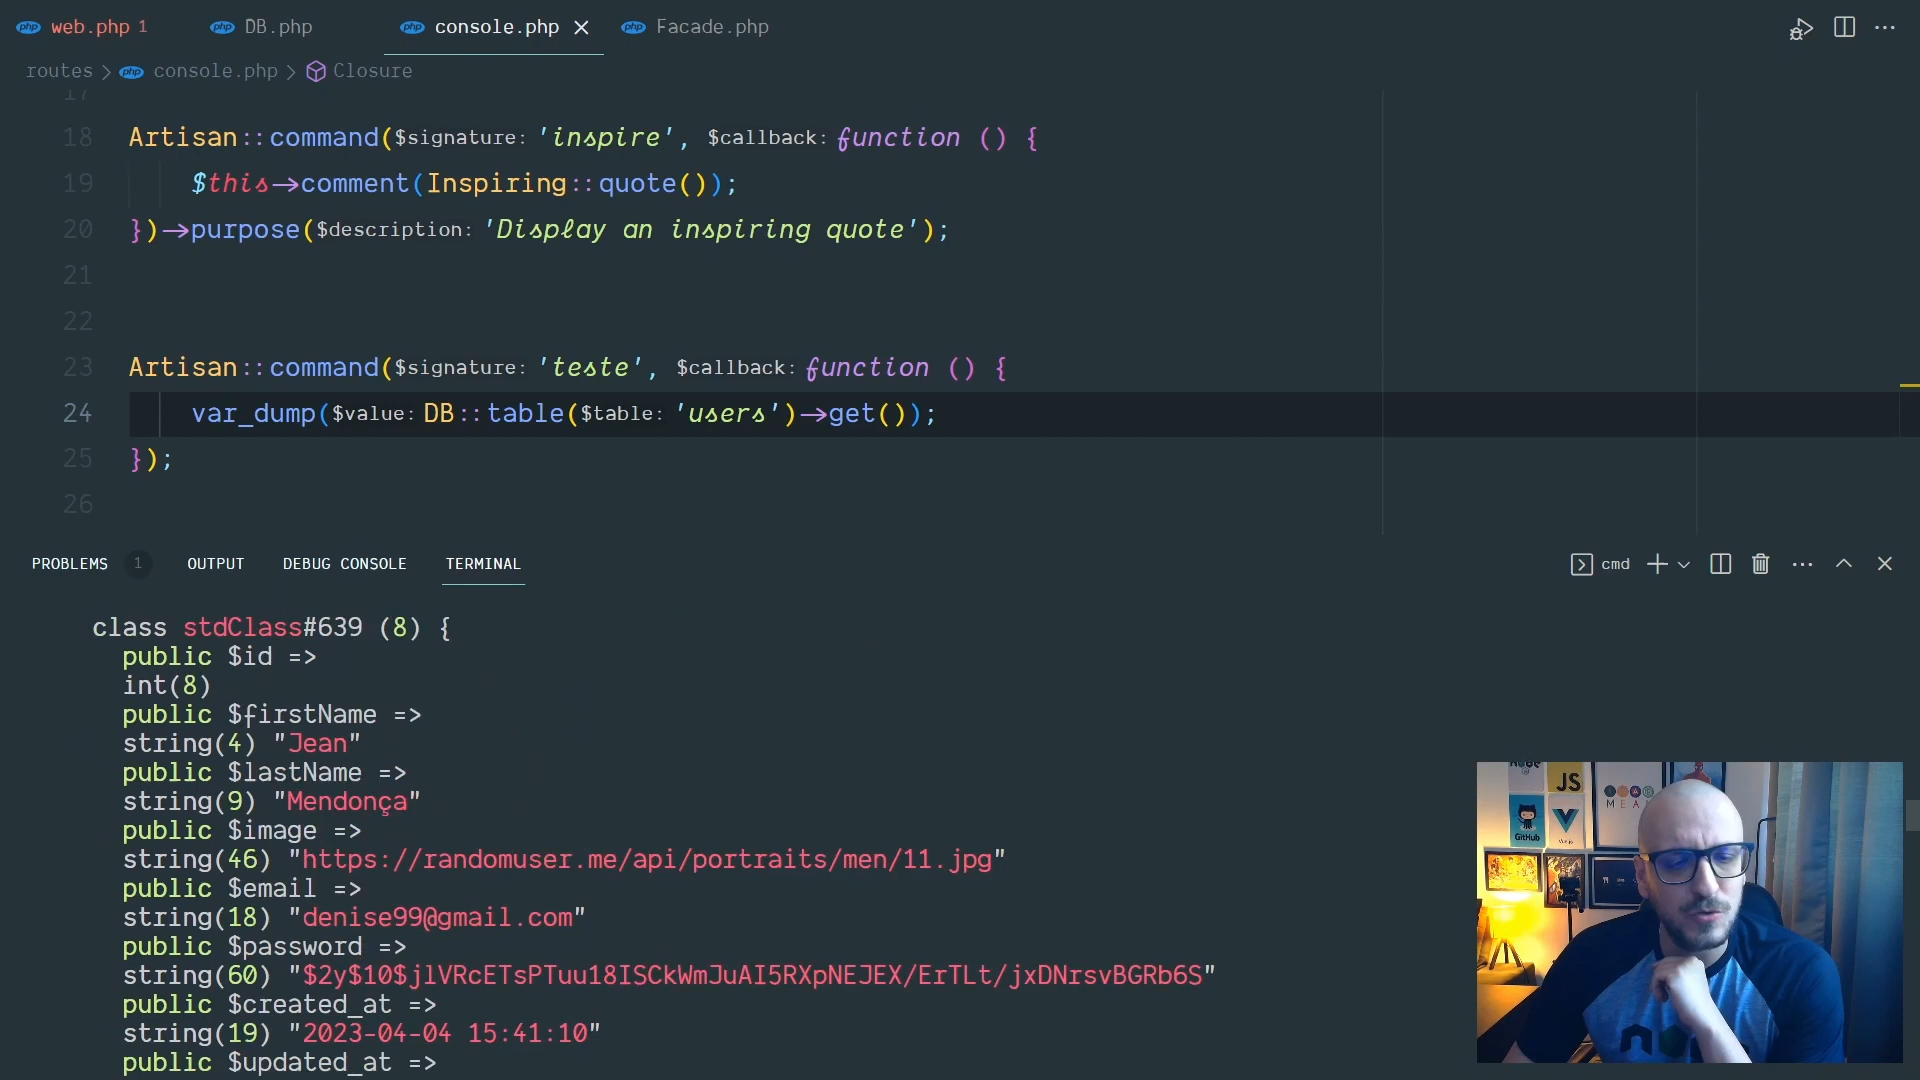 web.php 1
DB.php
console.php
Facade.php
routes > console.php > Closure
17
18 Artisan::command($signature: 'inspire', $callback: function () {
19 $this->comment(Inspiring::quote());
20 })->purpose($description: 'Display an inspiring quote');
21
22
23 Artisan::command($signature: 'teste', $callback: function () {
24 var_dump($value: DB::table($table: 'users')->get());
25 });
26
PROBLEMS 1 OUTPUT DEBUG CONSOLE TERMINAL
cmd
class stdClass#639 (8) {
public $id =>
int(8)
public $firstName =>
string(4) "Jean"
public $lastName =>
string(9) "Mendonça"
public $image =>
string(46) "https://randomuser.me/api/portraits/men/11.jpg"
public $email =>
string(18) "denise99@gmail.com"
public $password =>
string(60) "$2y$10$jlVRcETsPTuu18ISCkWmJuAI5RXpNEJEX/ErTLt/jxDNrsvBGRb6S"
public $created_at =>
string(19) "2023-04-04 15:41:10"
public $updated_at =>
JS
MEAN
GitHub